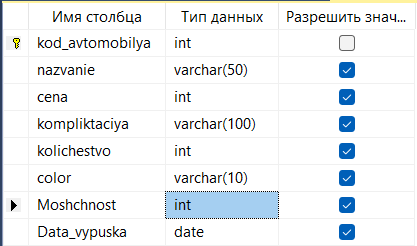 Имя столбца Тип данных Разрешить знач...
kod_avtomobilya int
nazvanie varchar(50)
cena int
kompliktaciya varchar(100)
kolichestvo int
color varchar(10)
Moshchnost int
Data_vypuska date